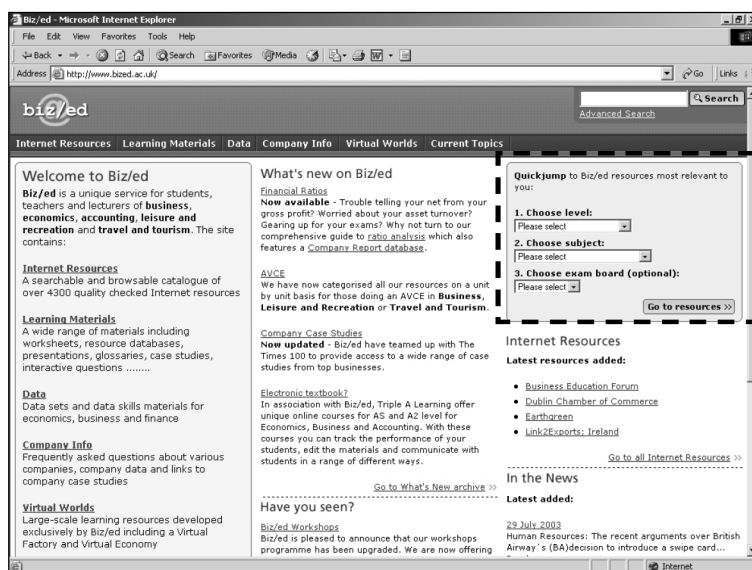 Biz/ed - Microsoft Internet Explorer
File Edit View Favorites Tools Help
Back Search Favorites Media
Address http://www.bized.ac.uk/ Go Links
biz/ed
Search
Advanced Search
Internet Resources Learning Materials Data Company Info Virtual Worlds Current Topics
Welcome to Biz/ed
Biz/ed is a unique service for students,
teachers and lecturers of business,
economics, accounting, leisure and
recreation and travel and tourism. The site
contains:
Internet Resources
A searchable and browsable catalogue of
over 4300 quality checked Internet resources
Learning Materials
A wide range of materials including
worksheets, resource databases,
presentations, glossaries, case studies,
interactive questions ........
Data
Data sets and data skills materials for
economics, business and finance
Company Info
Frequently asked questions about various
companies, company data and links to
company case studies
Virtual Worlds
Large-scale learning resources developed
exclusively by Biz/ed including a Virtual
Factory and Virtual Economy
What's new on Biz/ed
Financial Ratios
Now available - Trouble telling your net from your
gross profit? Worried about your asset turnover?
Gearing up for your exams? Why not turn to our
comprehensive guide to ratio analysis which also
features a Company Report database.
AVCE
We have now categorised all our resources on a unit
by unit basis for those doing an AVCE in Business,
Leisure and Recreation or Travel and Tourism.
Company Case Studies
Now updated - Biz/ed have teamed up with The
Times 100 to provide access to a wide range of case
studies from top businesses.
Electronic textbook?
In association with Biz/ed, Triple A Learning offer
unique online courses for AS and A2 level for
Economics, Business and Accounting. With these
courses you can track the performance of your
students, edit the materials and communicate with
students in a range of different ways.
Go to What's New archive >>
Have you seen?
Biz/ed Workshops
Biz/ed is pleased to announce that our workshops
programme has been upgraded. We are now offering
Quickjump to Biz/ed resources most relevant to
you:
1. Choose level:
Please select
2. Choose subject:
Please select
3. Choose exam board (optional):
Please select
Go to resources >>
Internet Resources
Latest resources added:
Business Education Forum
Dublin Chamber of Commerce
Earthgreen
Link2Exports; Ireland
Go to all Internet Resources >>
In the News
Latest added:
29 July 2003
Human Resources: The recent arguments over British
Airway`s (BA)decision to introduce a swipe card...
Internet